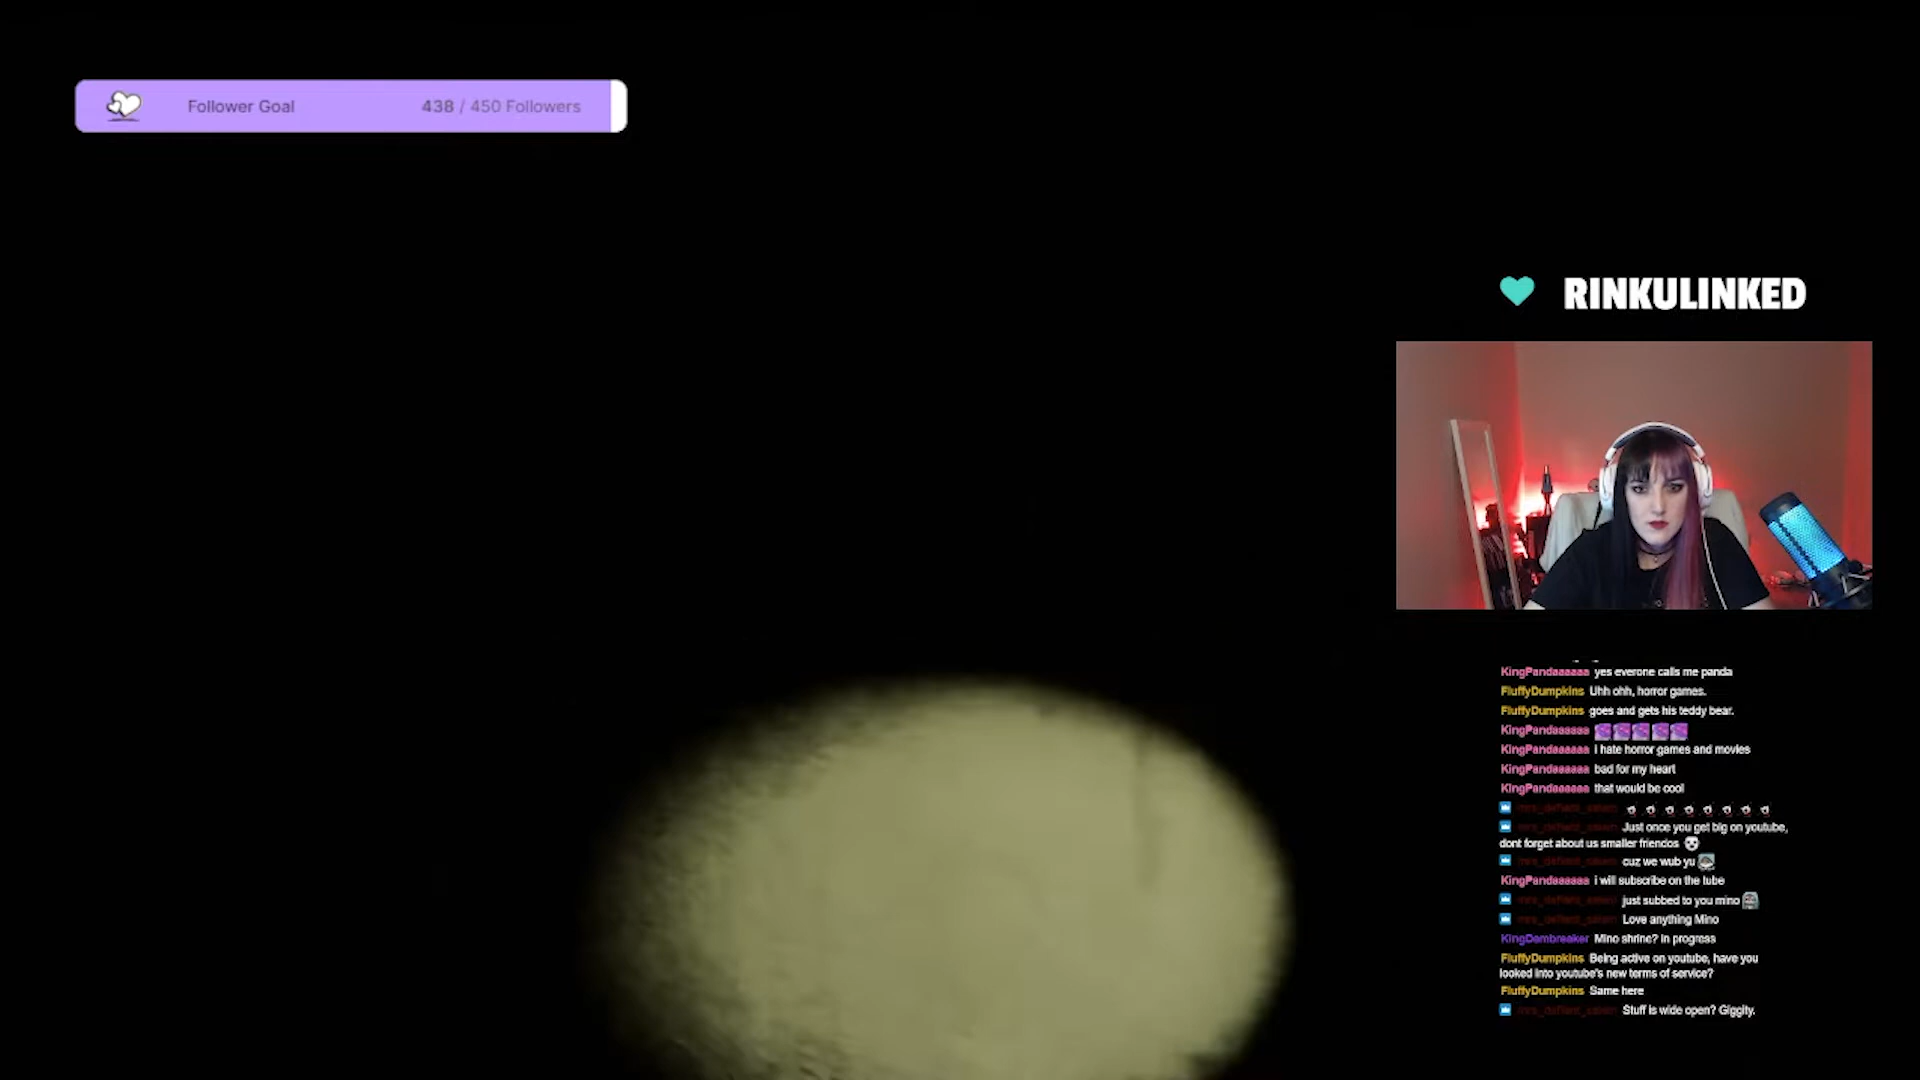 Follower Goal 438 / 450 Followers
RINKULINKED
KingPandaaaaaa yes everone calls me panda
FluffyDumpkins Uhh ohh, horror games.
FluffyDumpkins goes and gets his teddy bear.
KingPandaaaaaa
KingPandaaaaaa i hate horror games and movies
KingPandaaaaaa bad for my heart
KingPandaaaaaa that would be cool
Just once you get big on youtube,
dont forget about us smaller friendos
cuz we wub yu
KingPandaaaaaa i will subscribe on the tube
just subbed to you mino
Love anything Mino
KingDambreaker Mino shrine? in progress
FluffyDumpkins Being active on youtube, have you
looked into youtube's new terms of service?
FluffyDumpkins Same here
Stuff is wide open? Giggity.